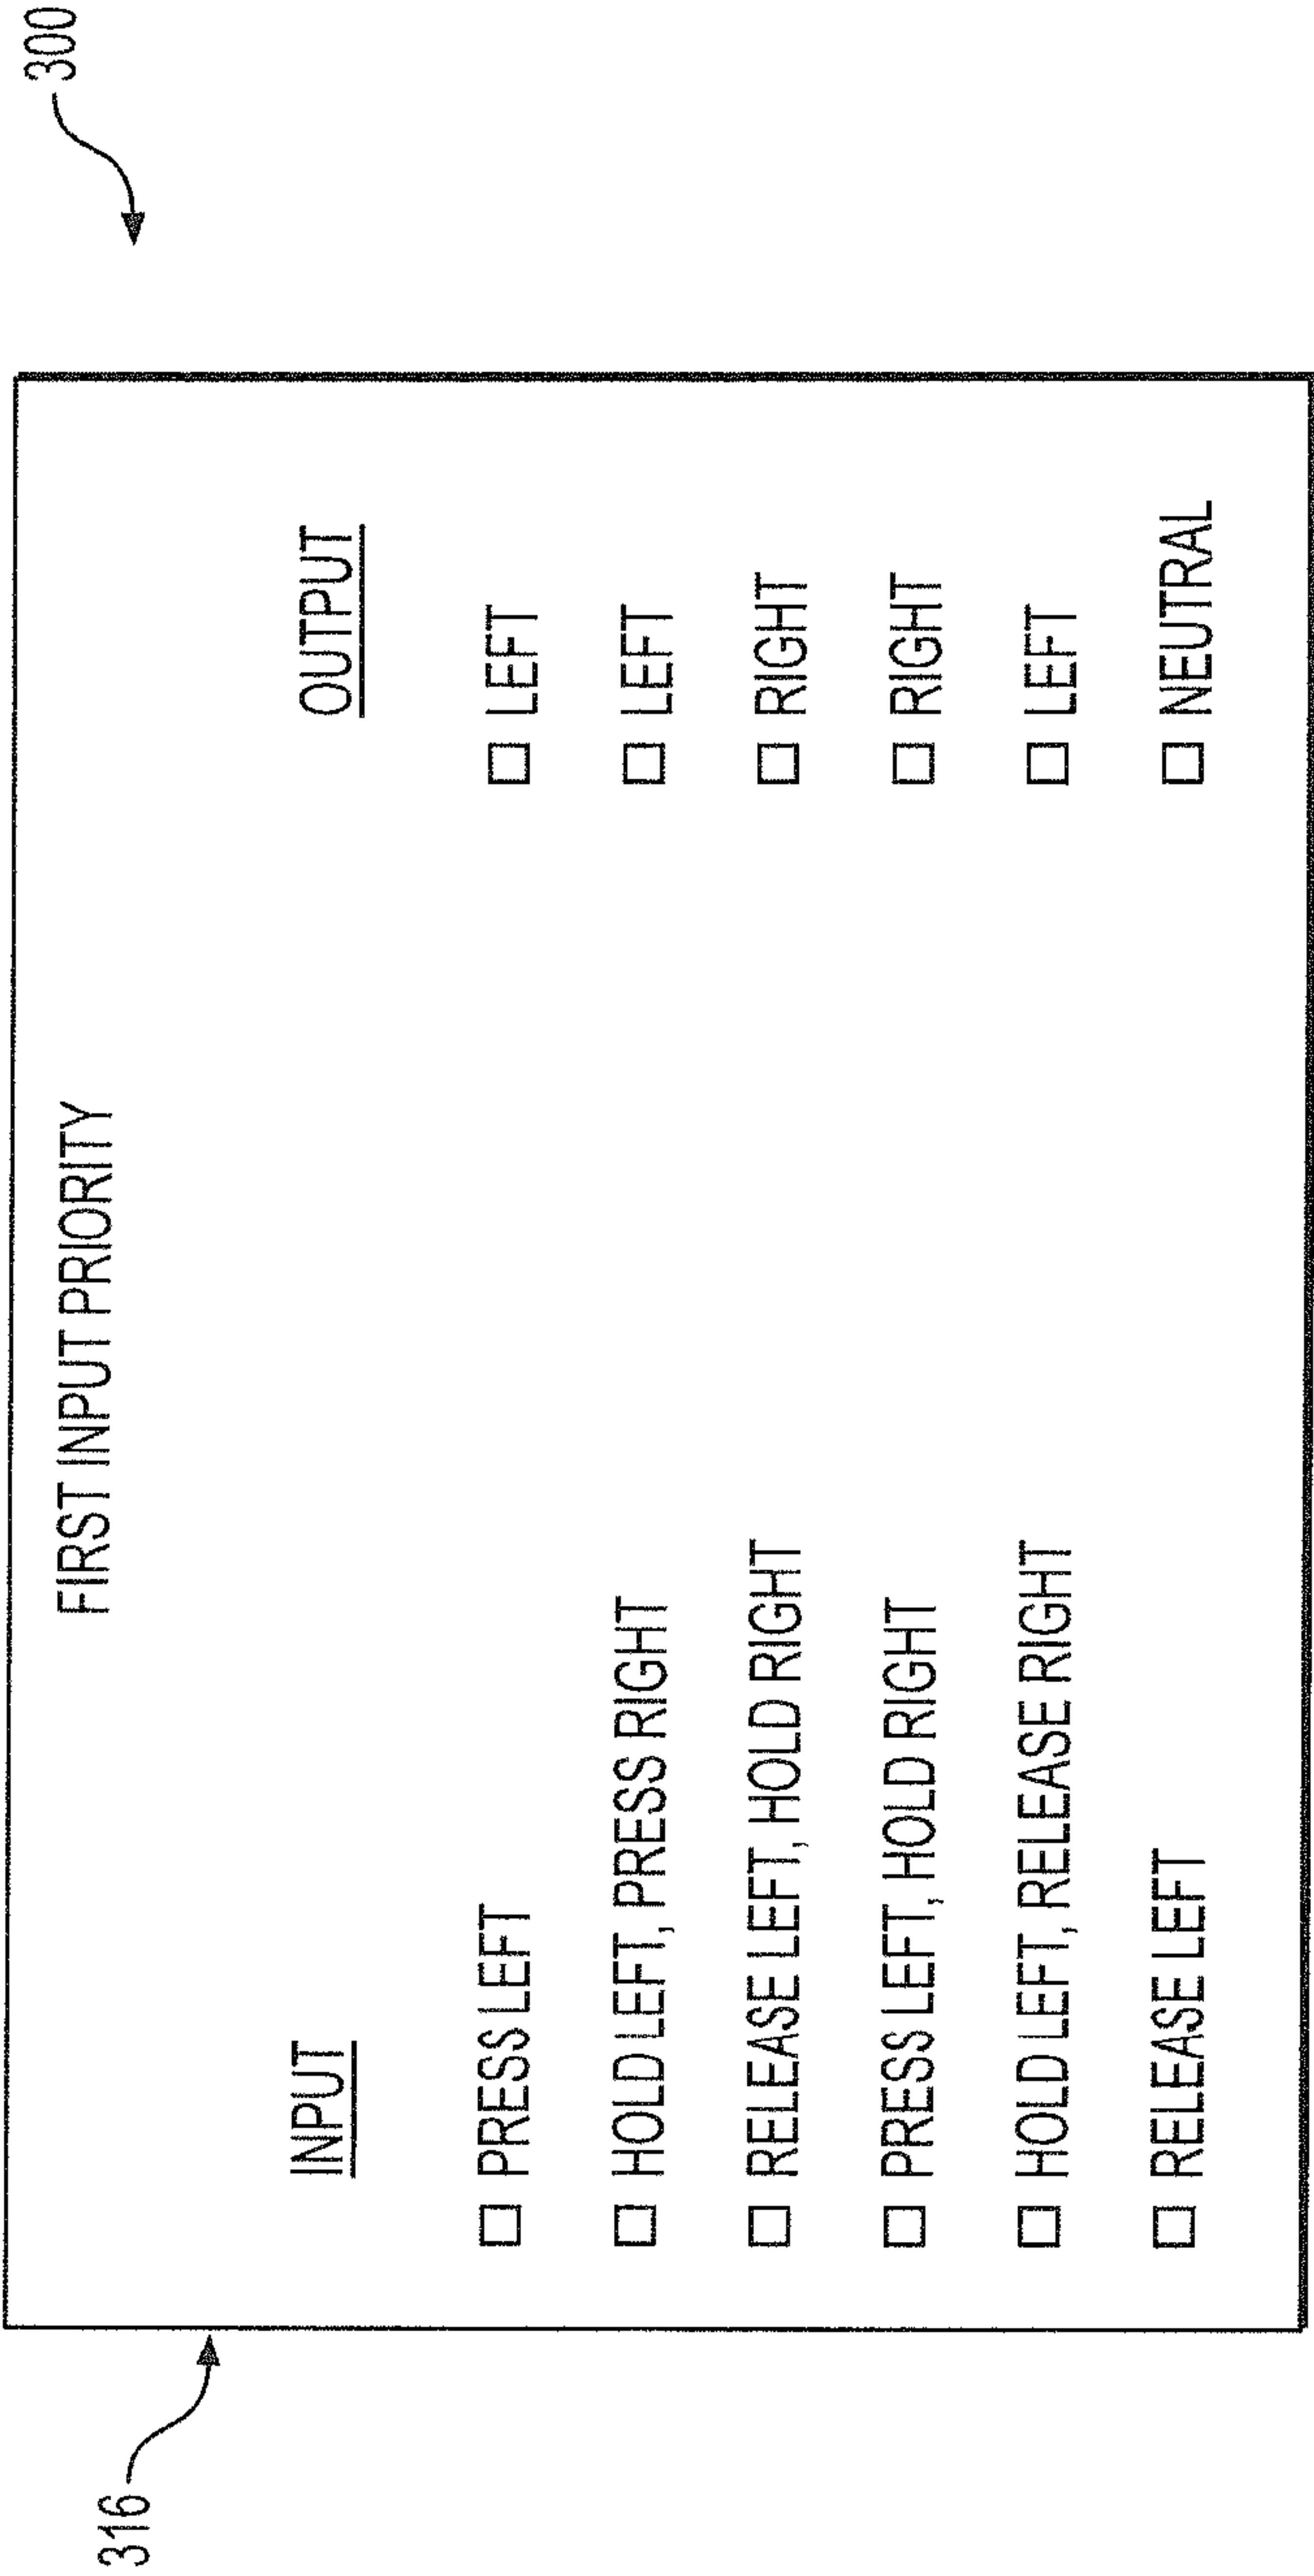 300
316
FIRST INPUT PRIORITY
INPUT OUTPUT
□ PRESS LEFT □ LEFT
□ HOLD LEFT, PRESS RIGHT □ LEFT
□ RELEASE LEFT, HOLD RIGHT □ RIGHT
□ PRESS LEFT, HOLD RIGHT □ RIGHT
□ HOLD LEFT, RELEASE RIGHT □ LEFT
□ RELEASE LEFT □ NEUTRAL